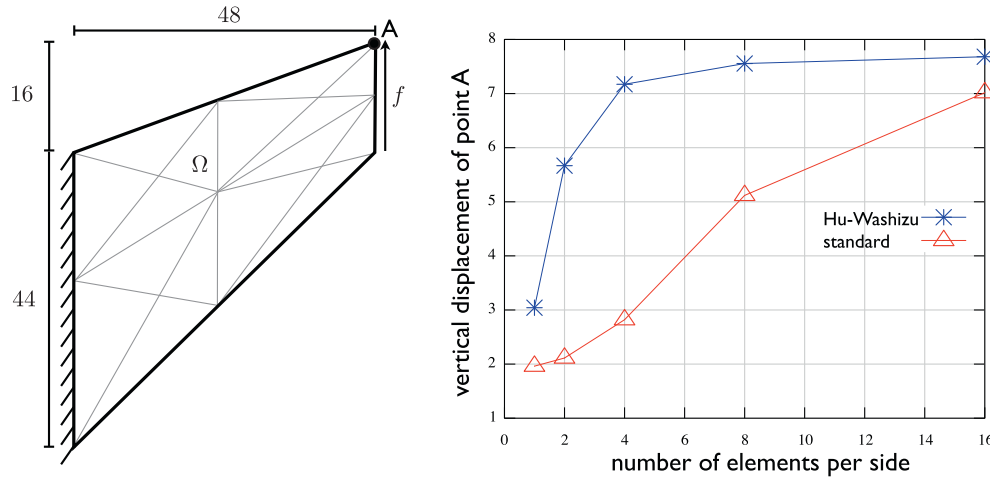 48
A
16
f
Ω
44
8
7
6
5
4
3
2
1
vertical displacement of point A
Hu-Washizu
standard
0 2 4 6 8 10 12 14 16
number of elements per side